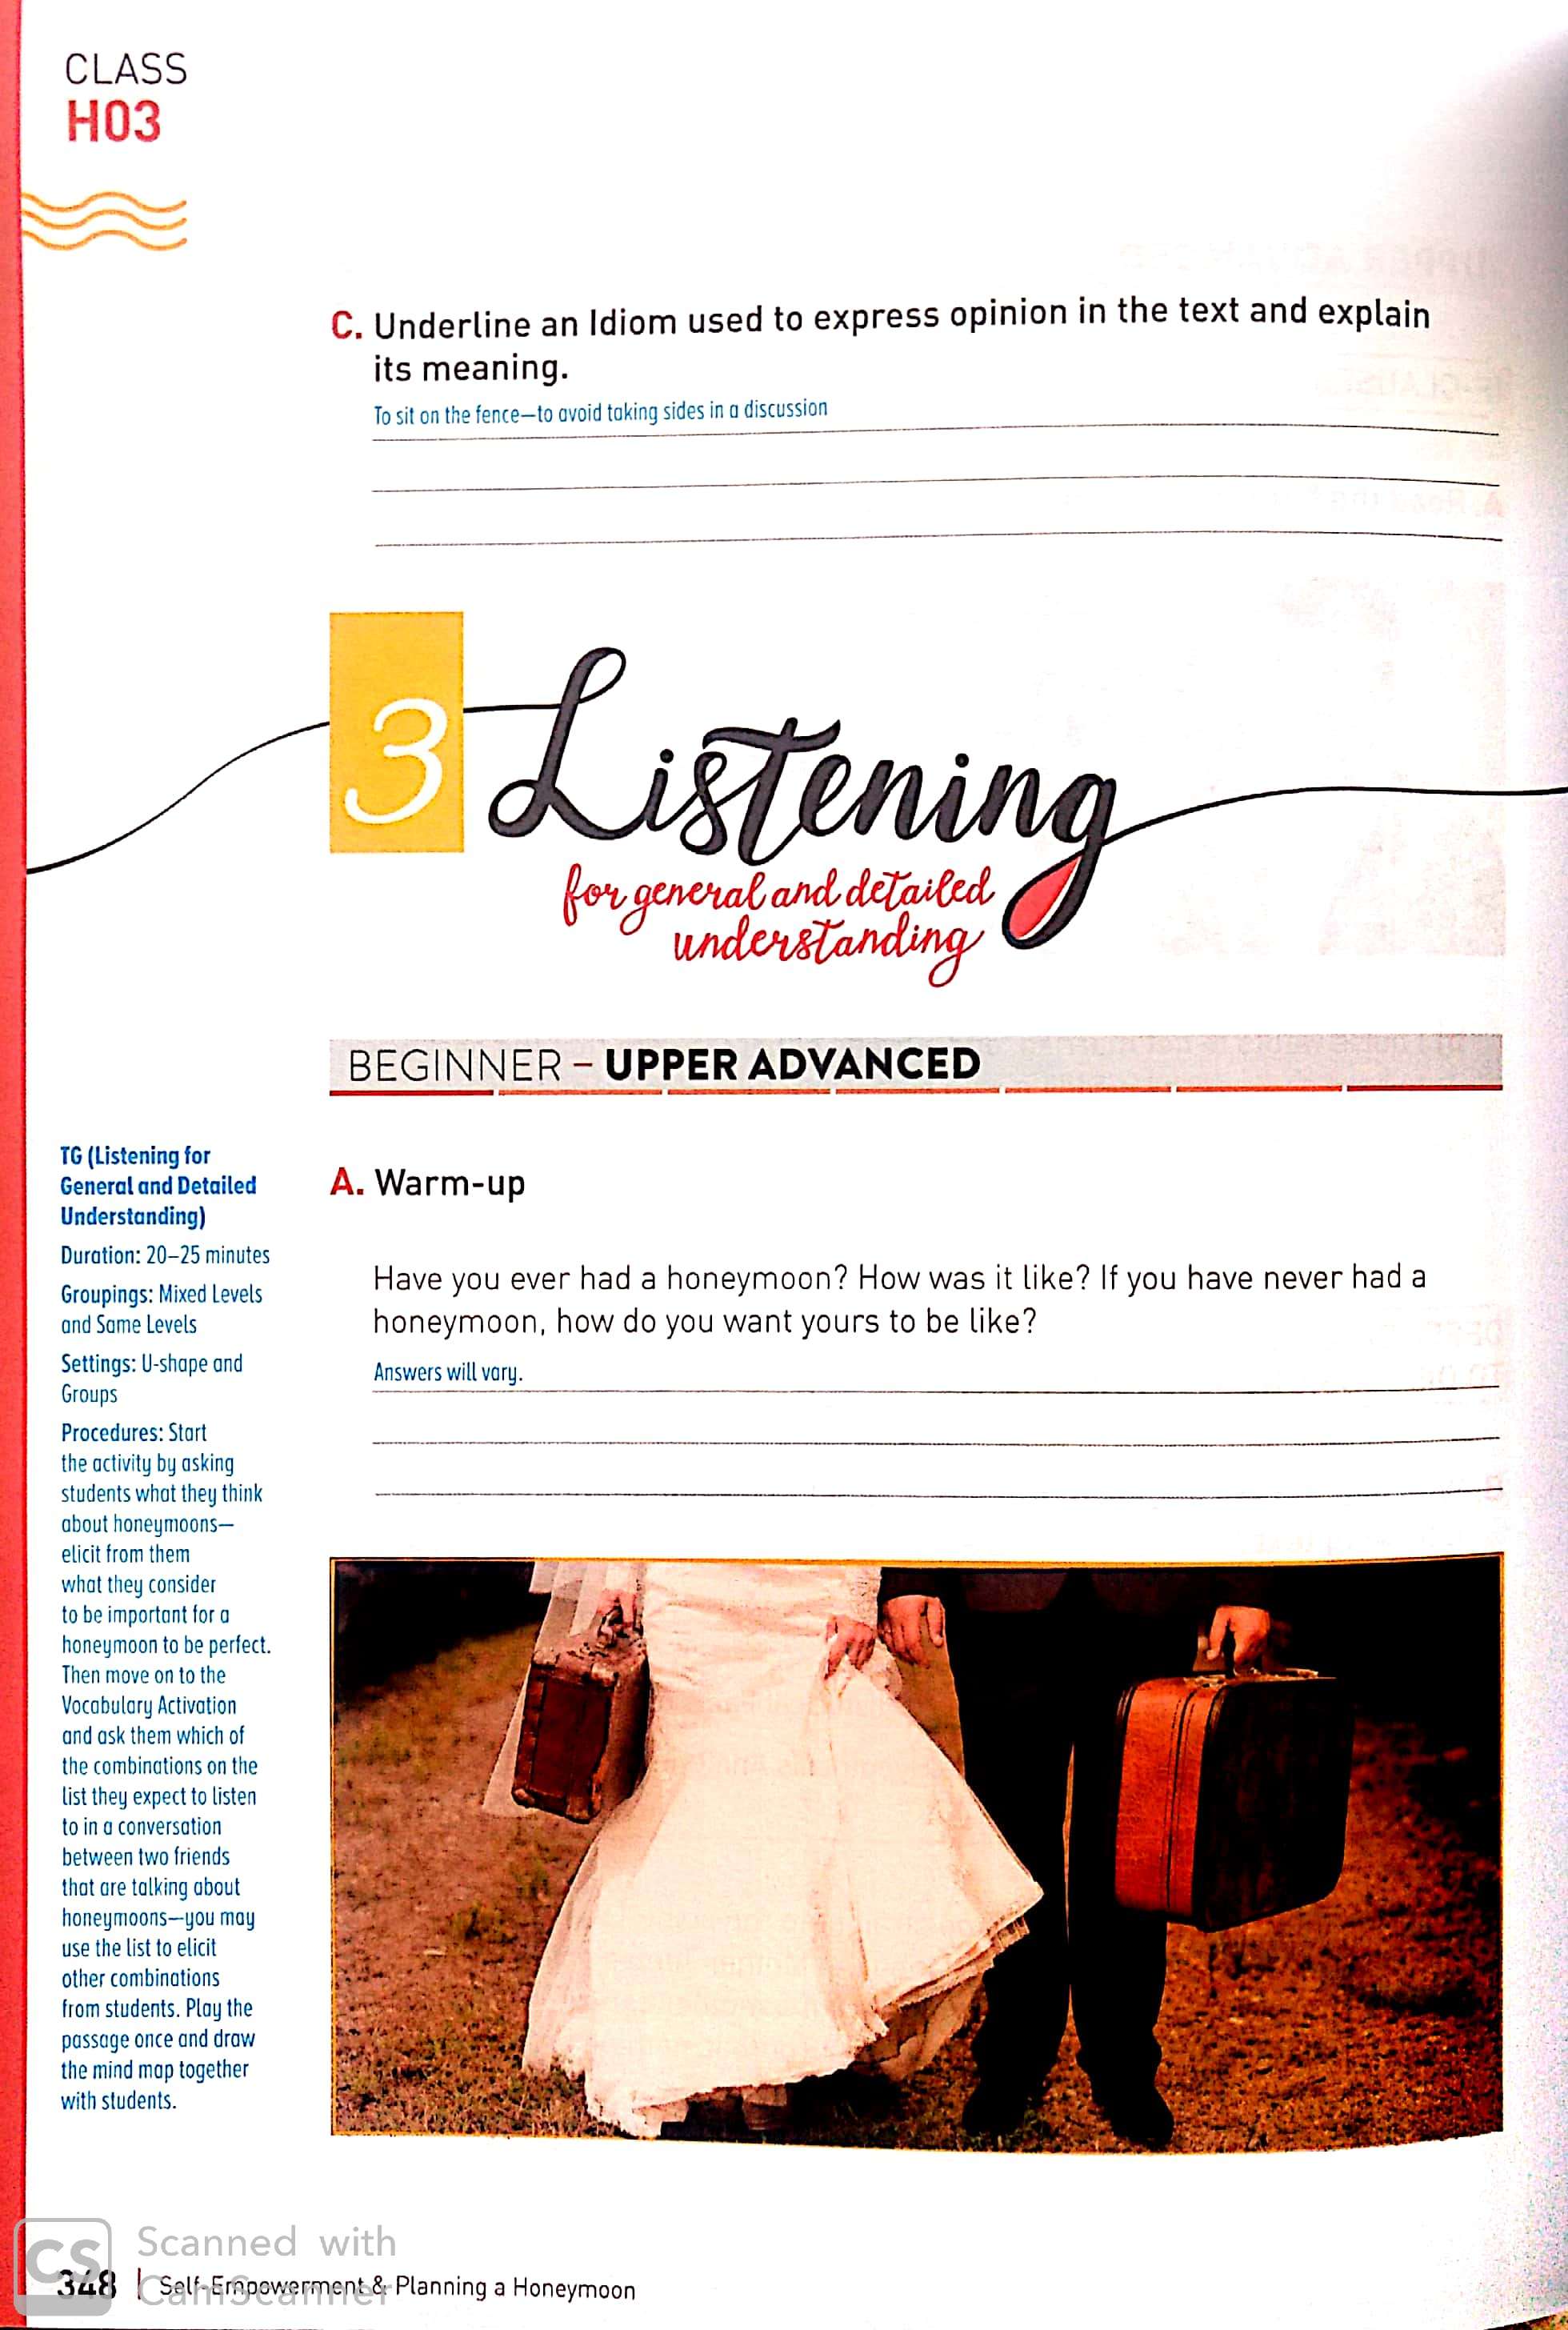 CLASS
H03
C. Underline an Idiom used to express opinion in the text and explain
its meaning.
To sit on the fence—to avoid taking sides in a discussion
3 Listening
for general and detailed
understanding
BEGINNER – UPPER ADVANCED
TG (Listening for
General and Detailed
Understanding)
Duration: 20–25 minutes
Groupings: Mixed Levels
and Same Levels
Settings: U-shape and
Groups
Procedures: Start
the activity by asking
students what they think
about honeymoons—
elicit from them
what they consider
to be important for a
honeymoon to be perfect.
Then move on to the
Vocabulary Activation
and ask them which of
the combinations on the
list they expect to listen
to in a conversation
between two friends
that are talking about
honeymoons—you may
use the list to elicit
other combinations
from students. Play the
passage once and draw
the mind map together
with students.
A. Warm-up
Have you ever had a honeymoon? How was it like? If you have never had a
honeymoon, how do you want yours to be like?
Answers will vary.
CS
Scanned with
CamScanner
348 | Self-Empowerment & Planning a Honeymoon